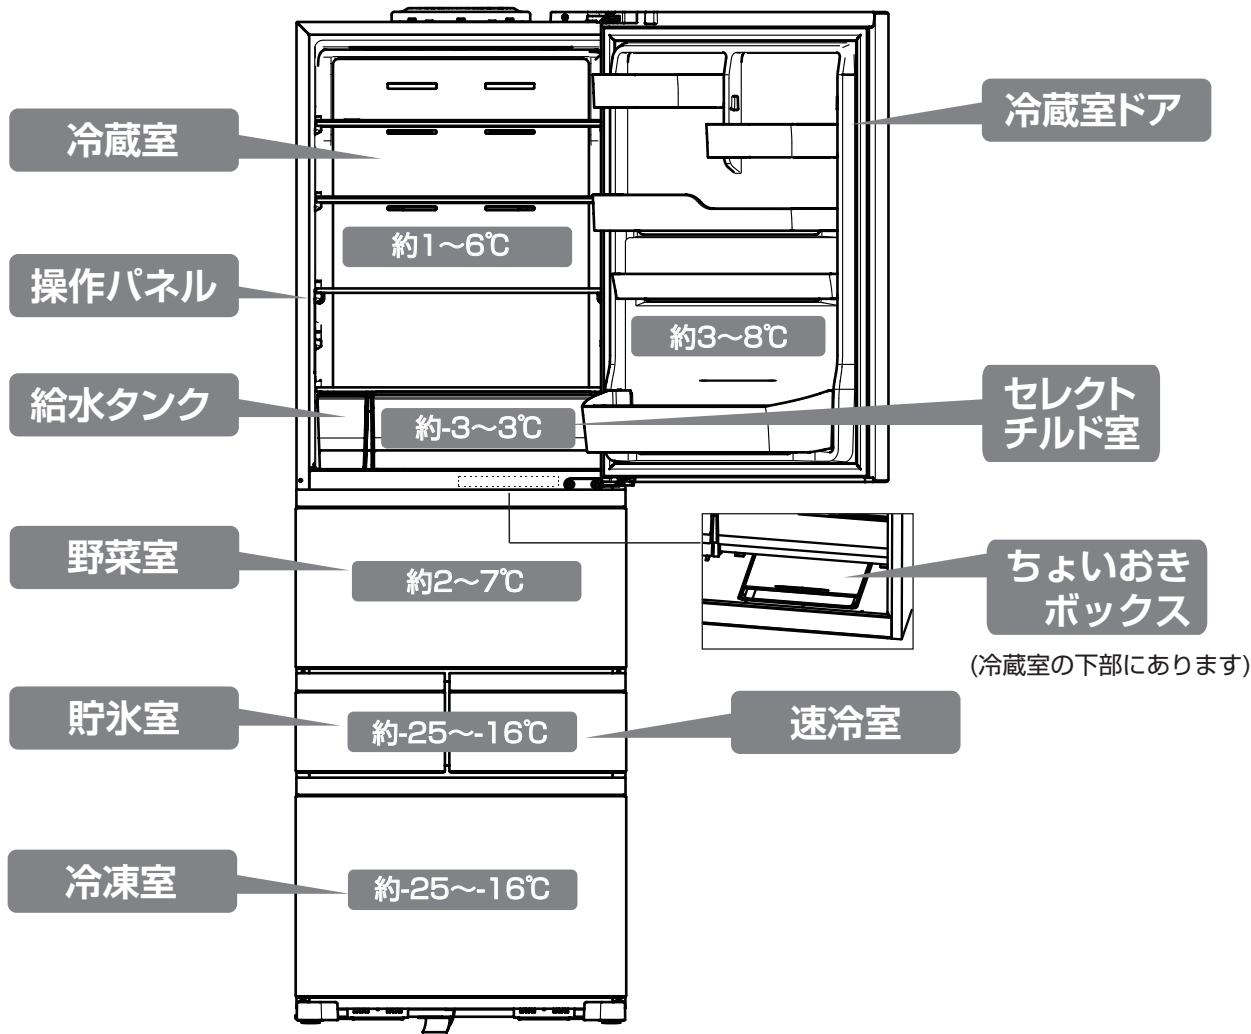 冷蔵室ドア
冷蔵室
約1〜6℃
操作パネル
約3〜8℃
給水タンク
約-3〜3℃
セレクト
チルド室
野菜室
約2〜7℃
ちょいおき
ボックス
(冷蔵室の下部にあります)
貯氷室
約-25〜-16℃
速冷室
冷凍室
約-25〜-16℃